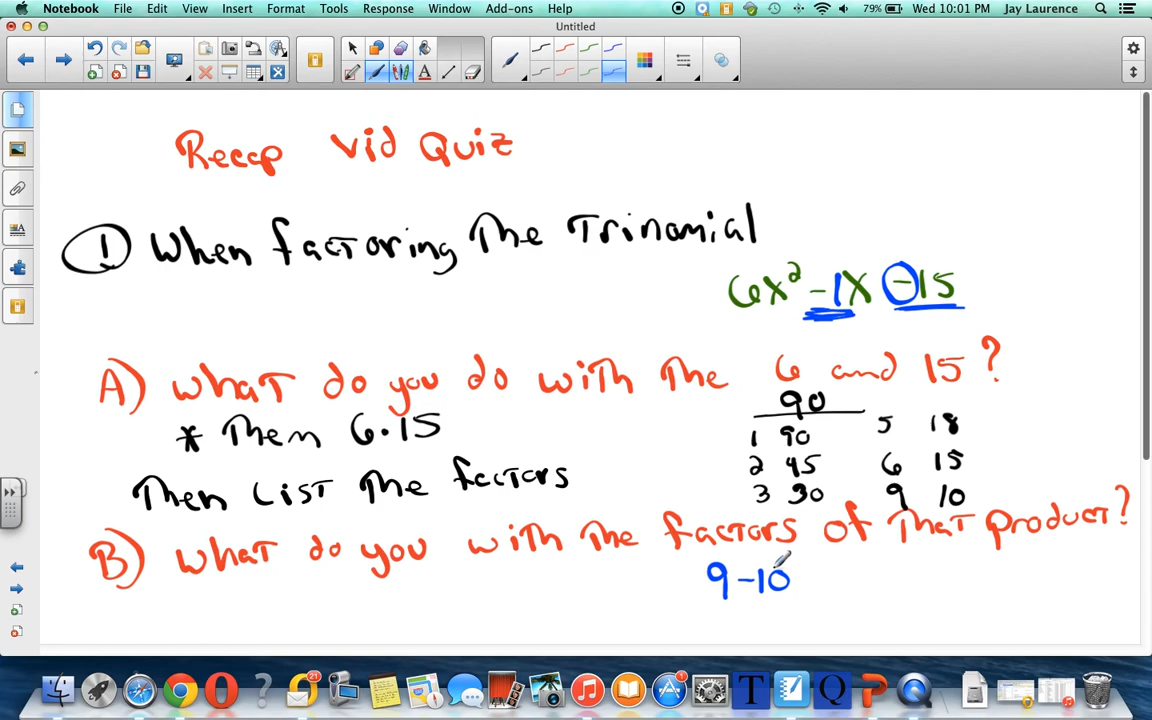 Notebook File Edit View Insert Format Tools Response Window Add-ons Help 79% Wed 10:01 PM Jay Laurence
Untitled
Recap Vid Quiz
1 When factoring The Trinamial
6x² -1x -15
A) what do you do with The 6 and 15?
* Them 6.15
Then List The factors
90
1 90 5 18
2 45 6 15
3 30 9 10
B) what do you with the factors of That product?
9 -10
21